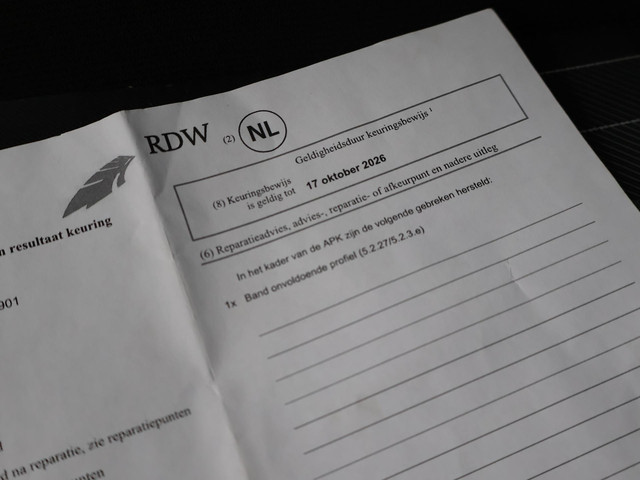 RDW (2) NL
Geldigheidsduur keuringsbewijs ¹
(8) Keuringsbewijs
is geldig tot 17 oktober 2026
(6) Reparatieadvies, advies-, reparatie- of afkeurpunt en nadere uitleg
In het kader van de APK zijn de volgende gebreken hersteld:
1x Band onvoldoende profiel (5.2.27/5.2.3.e)
n resultaat keuring
901
na reparatie, zie reparatiepunten